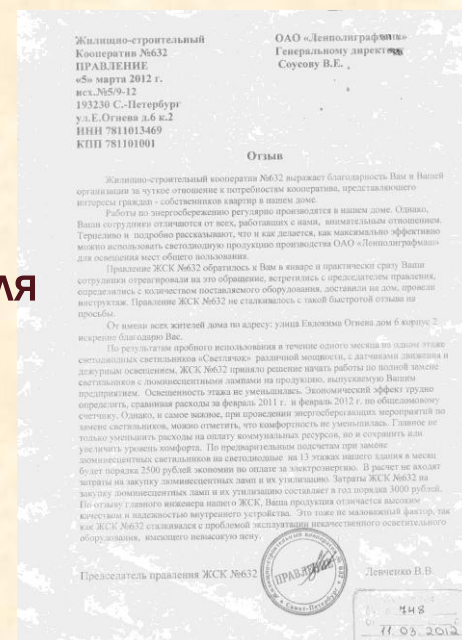 Жилищно-строительный
Кооператив №632
ПРАВЛЕНИЕ
«5» марта 2012 г.
исх.№5/9-12
193230 С.-Петербург
ул.Е.Огнева д.6 к.2
ИНН 7811013469
КПП 781101001
ОАО «Ленполиграфмаш»
Генеральному директору
Соусову В.Е.
Отзыв
Жилищно-строительный кооператив №632 выражает благодарность Вам и Вашей
организации за чуткое отношение к потребностям кооператива, представляющего
интересы граждан - собственников квартир в нашем доме.
Работы по энергосбережению регулярно производятся в нашем доме. Однако,
Ваши сотрудники отличаются от всех, работавших с нами, внимательным отношением.
Терпеливо и подробно рассказывают, что и как делается, как максимально эффективно
можно использовать светодиодную продукцию производства ОАО «Ленполиграфмаш»
для освещения мест общего пользования.
Правление ЖСК №632 обратилось к Вам в январе и практически сразу Ваши
сотрудники отреагировали на это обращение, встретились с председателем правления,
определились с количеством поставляемого оборудования, доставили на дом, провели
инструктаж. Правление ЖСК №632 не сталкивалось с такой быстротой отзыва на
просьбы.
От имени всех жителей дома по адресу: улица Евдокима Огнева дом 6 корпус 2
искренне благодарю Вас.
По результатам пробного использования в течение одного месяца на одном этаже
светодиодных светильников «Светлячок» различной мощности, с датчиками движения и
дежурным освещением, ЖСК №632 приняло решение начать работы по полной замене
светильников с люминесцентными лампами на продукцию, выпускаемую Вашим
предприятием. Освещенность этажа не уменьшилась. Экономический эффект трудно
определить, сравнивая расходы за февраль 2011 г. и февраль 2012 г. по общедомовому
счетчику. Однако, и самое важное, при проведении энергосберегающих мероприятий по
замене светильников, можно отметить, что комфортность не уменьшилась. Главное не
только уменьшить расходы на оплату коммунальных ресурсов, но и сохранить или
увеличить уровень комфорта. По предварительным подсчетам при замене
люминесцентных светильников на светодиодные на 13 этажах нашего здания в месяц
будет порядка 2500 рублей экономии по оплате за электроэнергию. В расчет не входят
затраты на закупку люминесцентных ламп и их утилизацию. Затраты ЖСК №632 на
закупку люминесцентных ламп и их утилизацию составляет в год порядка 3000 рублей.
По отзыву главного инженера нашего ЖСК, Ваша продукция отличается высоким
качеством и надежностью внутреннего устройства. Это тоже не маловажный фактор, так
как ЖСК №632 сталкивался с проблемой эксплуатации некачественного осветительного
оборудования, имеющего невысокую цену.
Председатель правления ЖСК №632
ПРАВЛЕНИЕ
Санкт-Петербург
Левченко В.В.
748
11.03.2012
ля